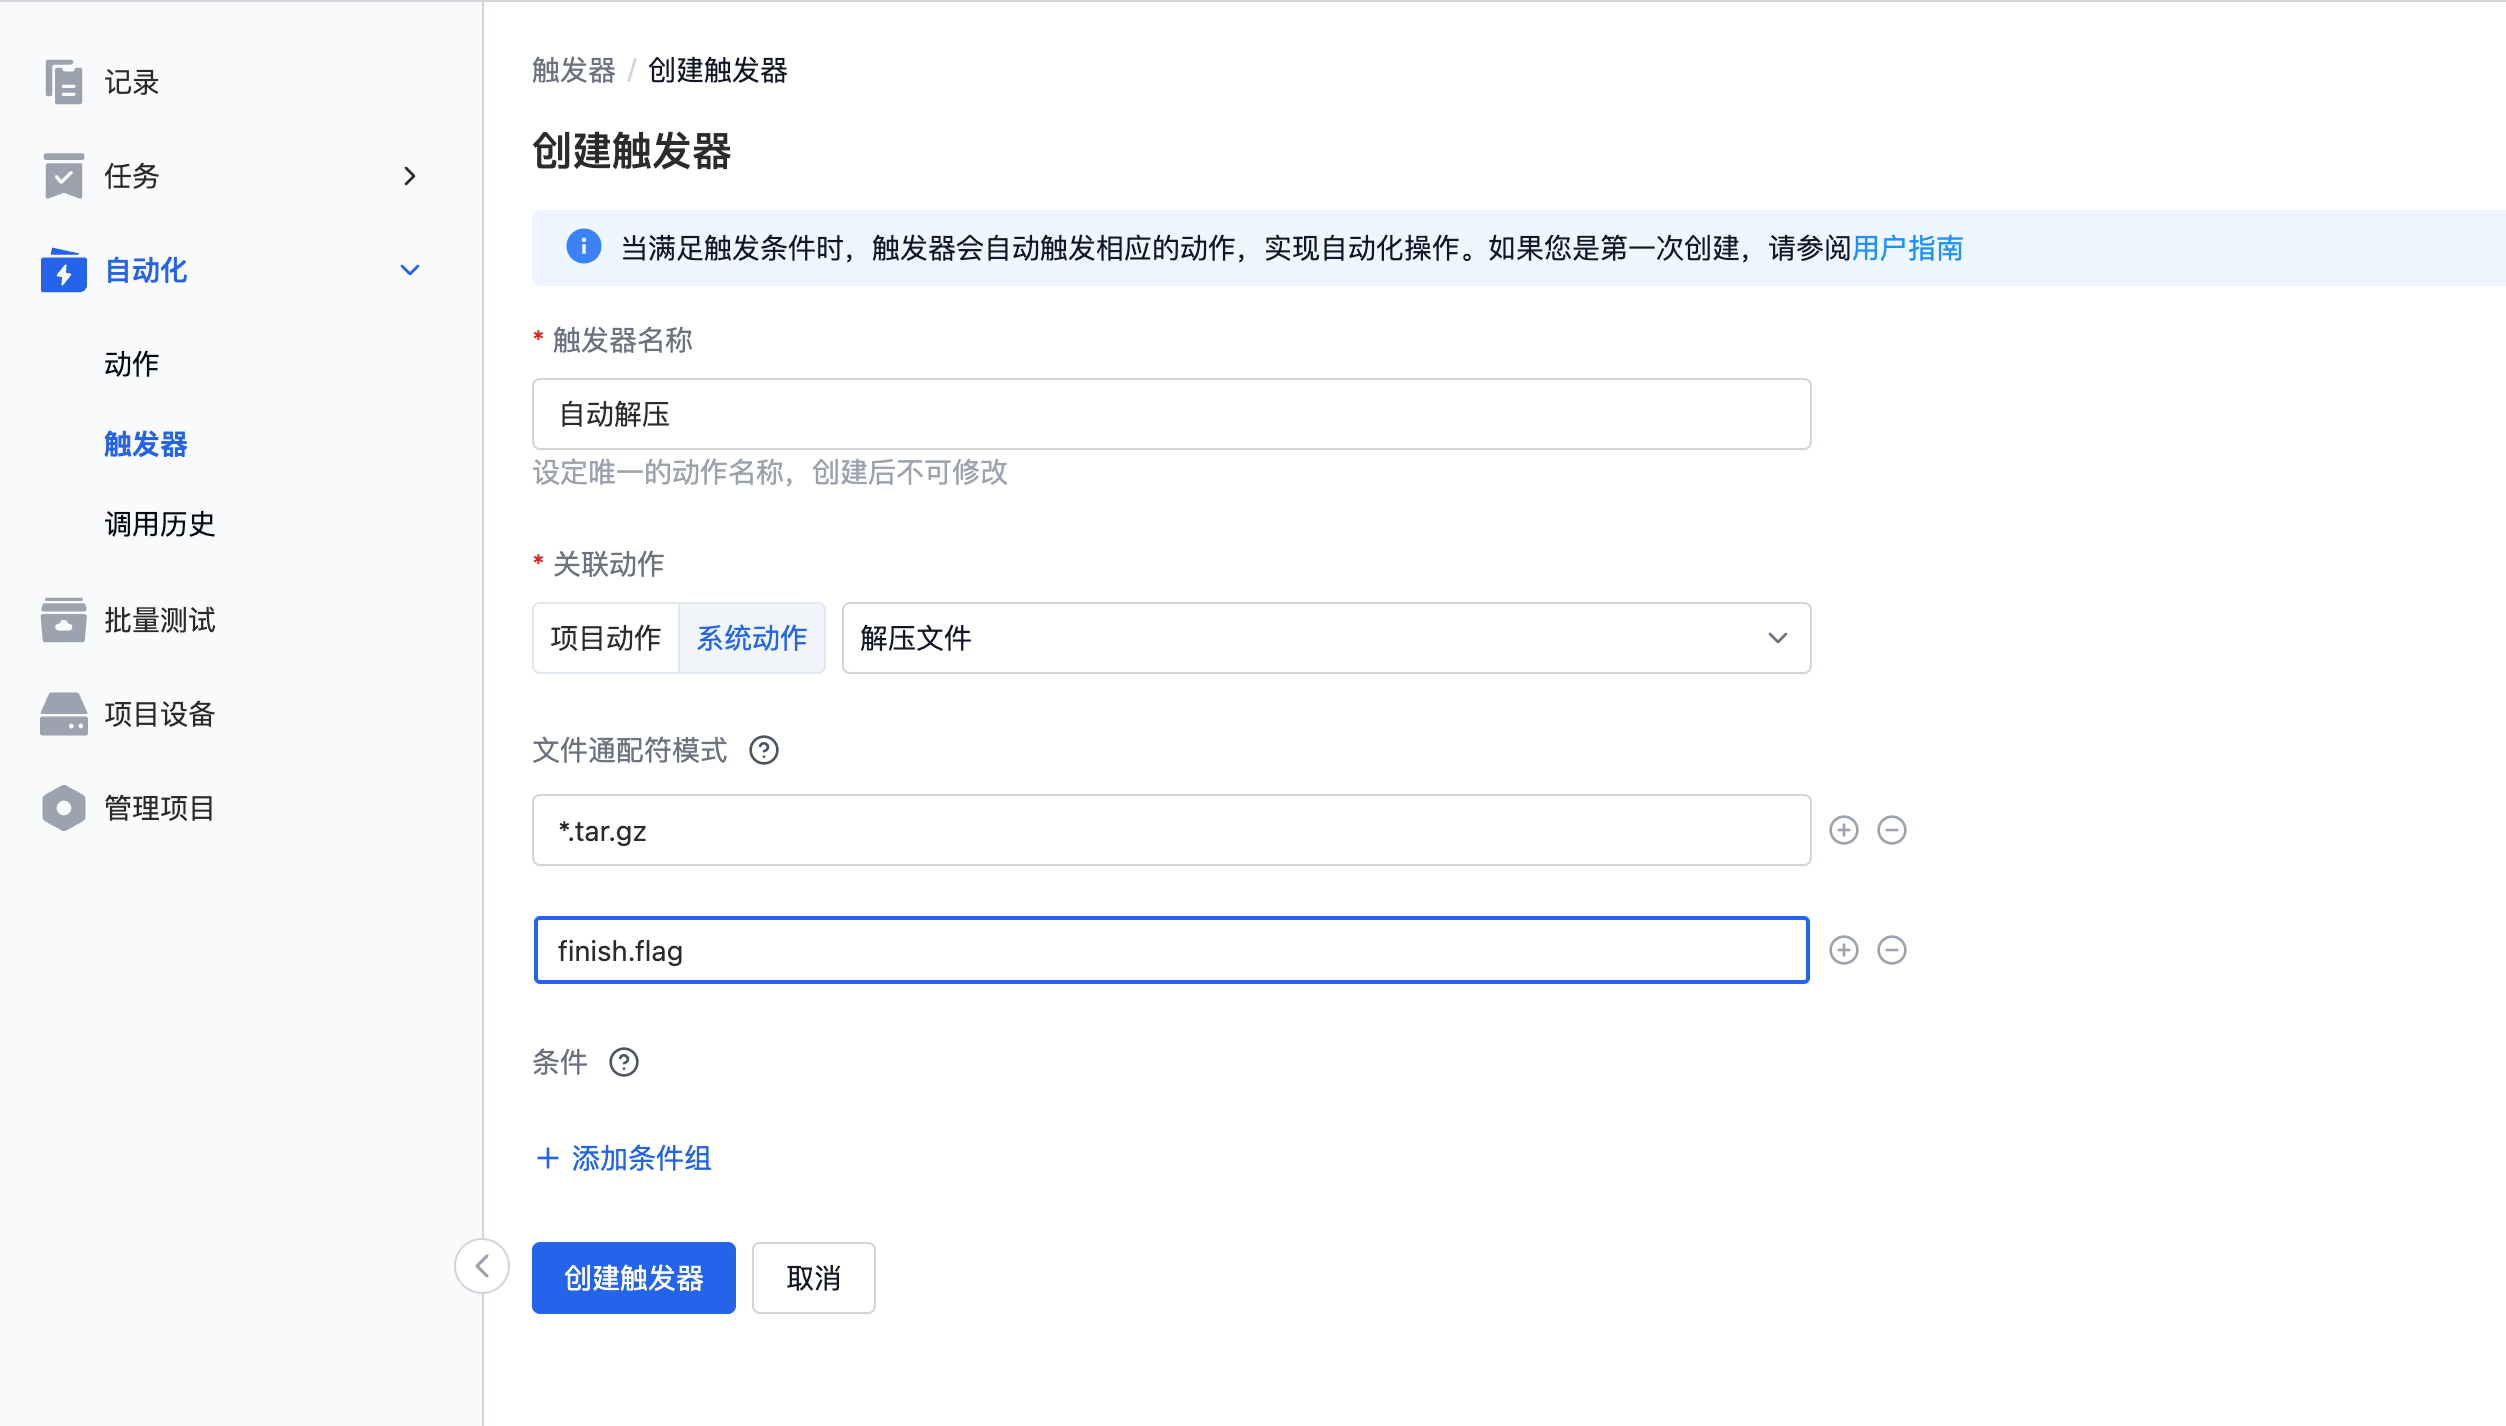 记录
任务
自动化
动作
触发器
调用历史
批量测试
项目设备
管理项目
触发器 / 创建触发器
创建触发器
当满足触发条件时，触发器会自动触发相应的动作，实现自动化操作。如果您是第一次创建，请参阅用户指南
* 触发器名称
自动解压
设定唯一的动作名称，创建后不可修改
* 关联动作
项目动作 系统动作 解压文件
文件通配符模式
*.tar.gz
finish.flag
条件
+ 添加条件组
创建触发器 取消